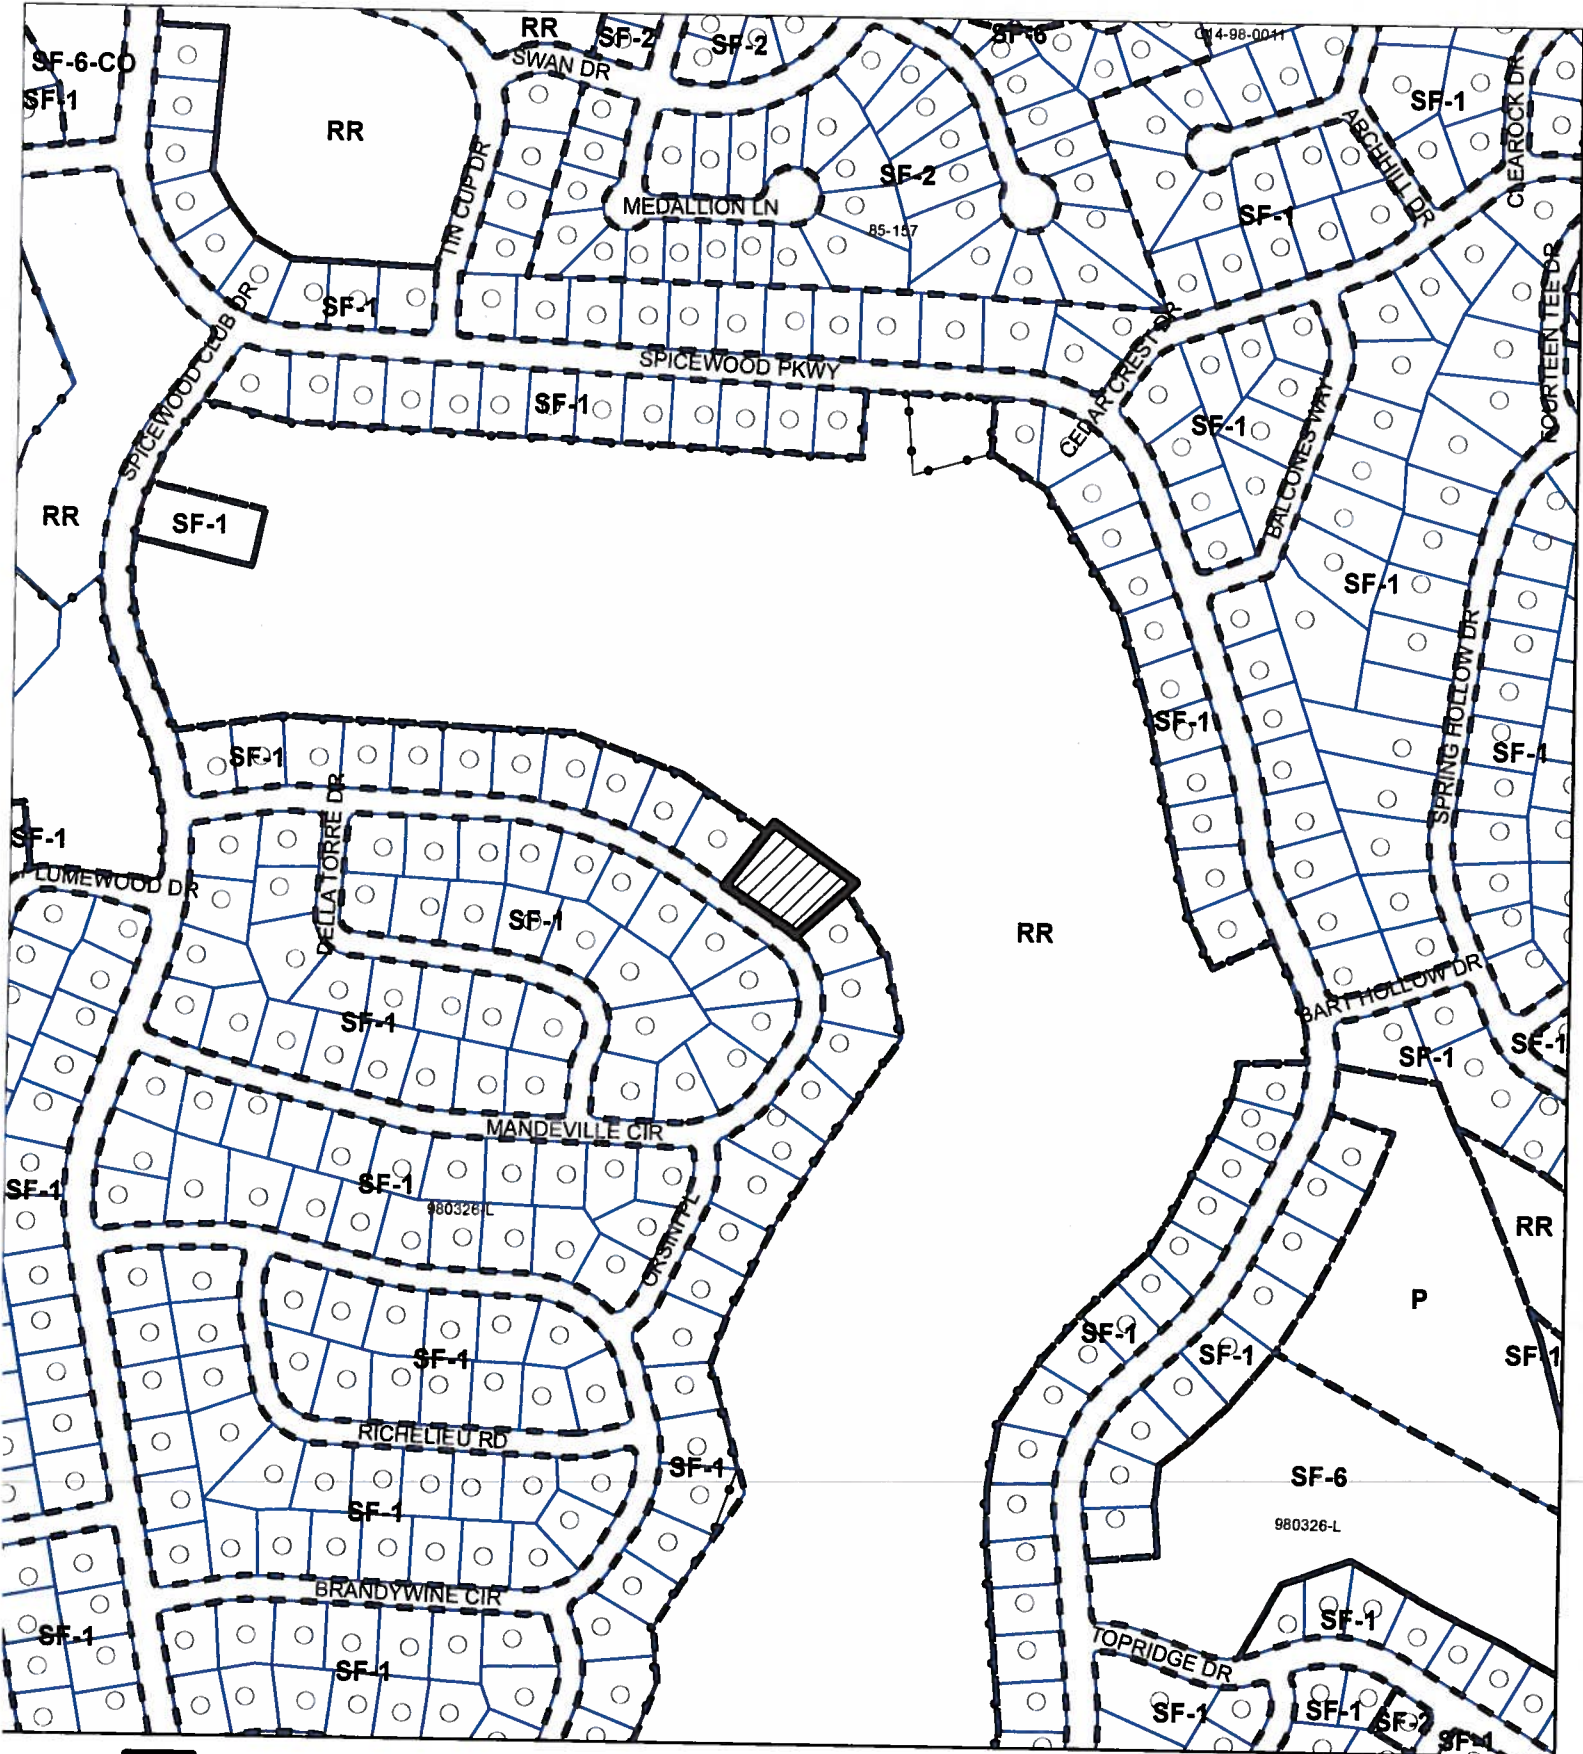 RR
SF-2
SF-2
SF-6
C14-98-0011
SF-6-CO
SWAN DR
SF-1
SF-1
CLEAROCK DR
RR
ARCHHILL DR
TIN CUP DR
SF-2
MEDALLION LN
SF-1
85-157
FOURTEEN TEE DR
SF-1
SPICEWOOD CLUB DR
CEDAR CREST DR
SPICEWOOD PKWY
SF-1
SF-1
BALCONES WAY
RR
SF-1
SF-1
SPRING HOLLOW DR
SF-1
SF-1
SF-1
DELLA TORRE DR
SF-1
PLUMEWOOD DR
SF-1
RR
BART HOLLOW DR
SF-1
SF-1
SF-1
MANDEVILLE CIR
SF-1
SF-1
980326-L
ORSINI PL
RR
P
SF-1
SF-1
SF-1
SF-1
RICHELIEU RD
SF-1
SF-6
SF-1
980326-L
BRANDYWINE CIR
SF-1
SF-1
TOPRIDGE DR
SF-1
SF-1
SF-1
SF-2
SF-1